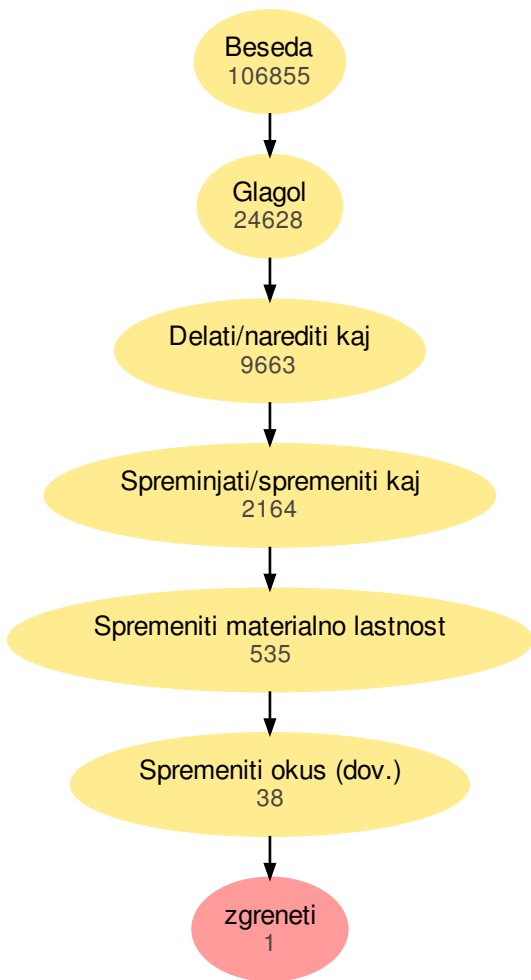 Beseda
106855
Glagol
24628
Delati/narediti kaj
9663
Spreminjati/spremeniti kaj
2164
Spremeniti materialno lastnost
535
Spremeniti okus (dov.)
38
zgreneti
1